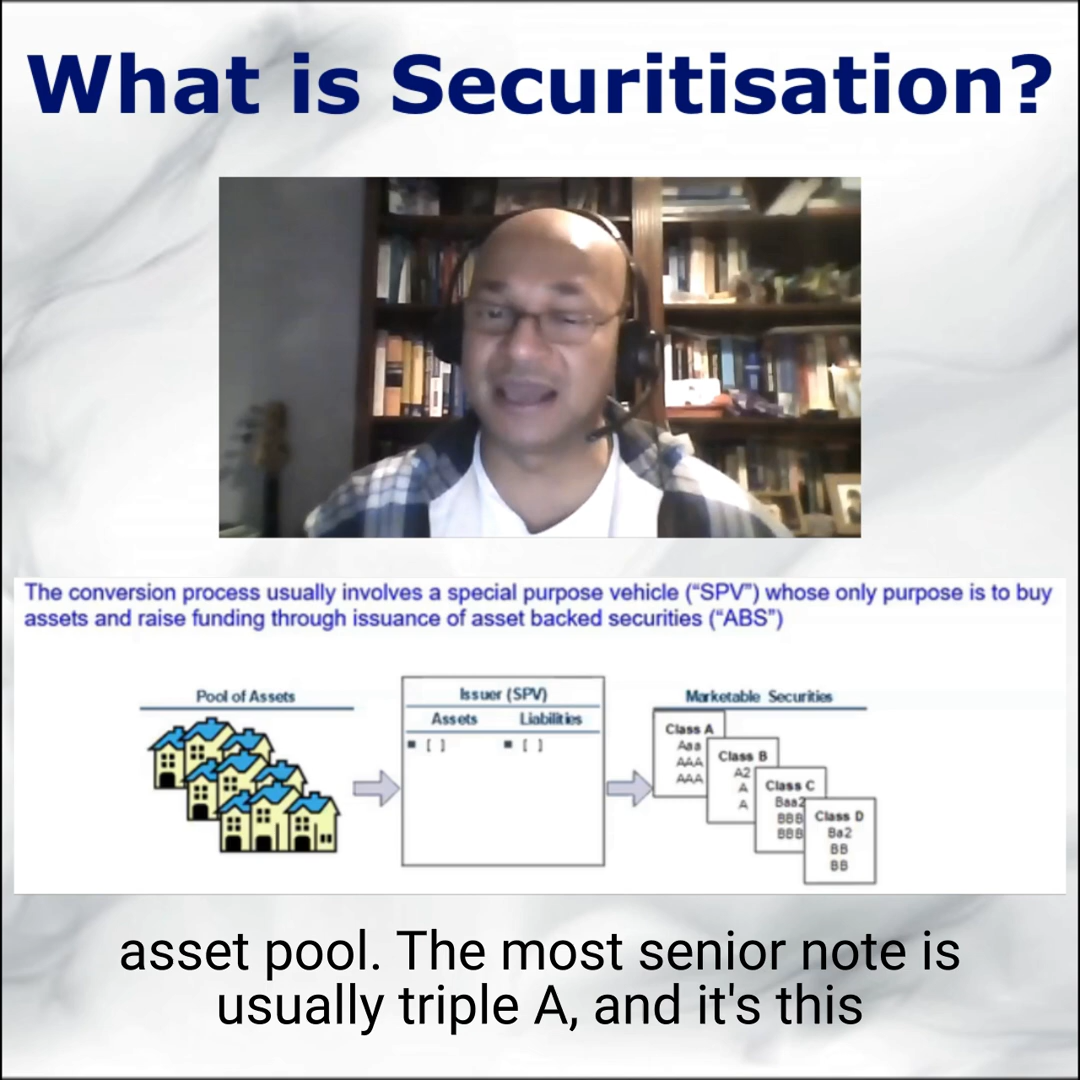 What is Securitisation?
The conversion process usually involves a special purpose vehicle (“SPV”) whose only purpose is to buy
assets and raise funding through issuance of asset backed securities (“ABS”)
Pool of Assets
Issuer (SPV)
Assets Liabilities
▪ [ ] ▪ [ ]
Marketable Securities
Class A
Aaa
AAA
AAA
Class B
A2
A
A
Class C
Baa2
BBB
BBB
Class D
Ba2
BB
BB
asset pool. The most senior note is
usually triple A, and it's this